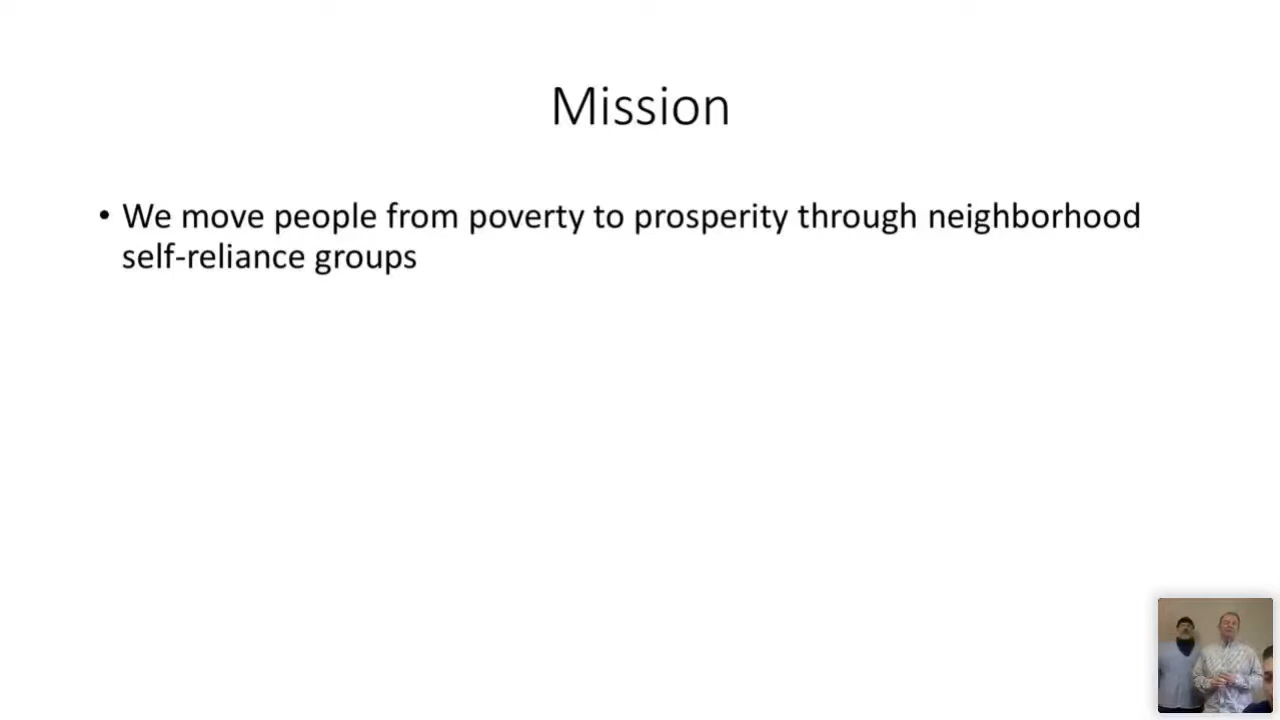 Mission
• We move people from poverty to prosperity through neighborhood
self-reliance groups